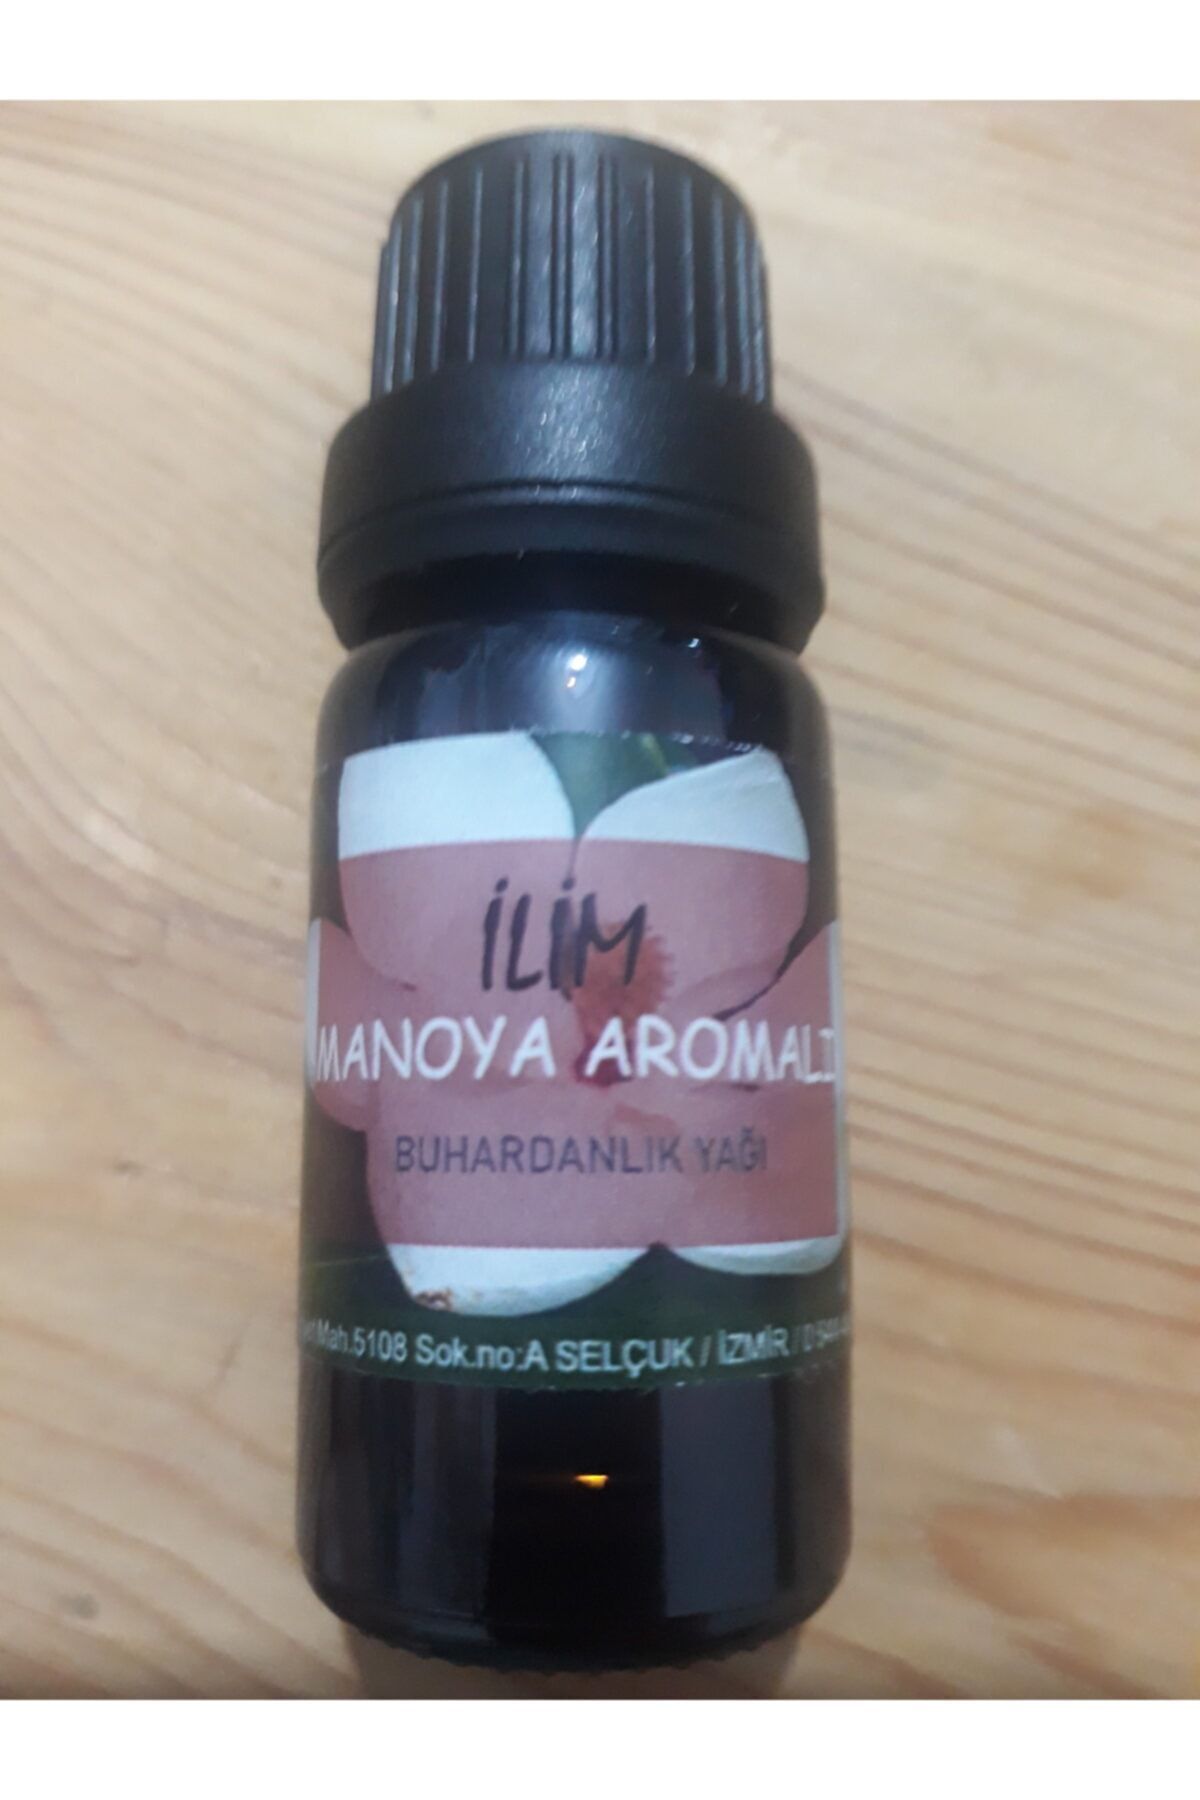 İLİM
MANOYA AROMALI
BUHARDANLIK YAĞI
Mah.5108 Sok.no:A SELÇUK / İZMİR /